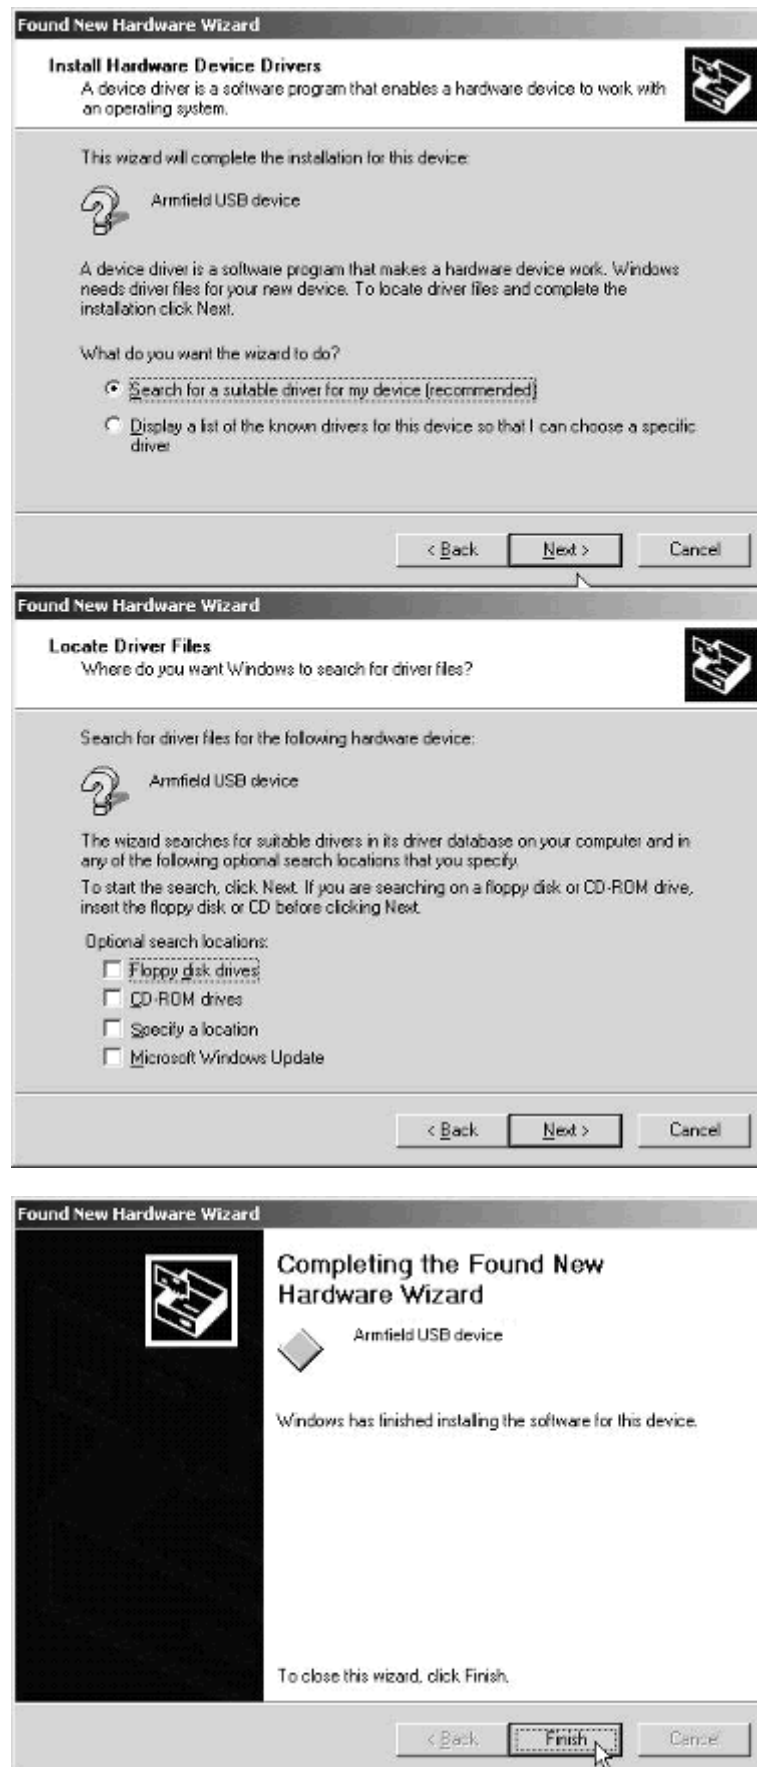 Found New Hardware Wizard
Install Hardware Device Drivers
A device driver is a software program that enables a hardware device to work with
an operating system.
This wizard will complete the installation for this device:
Armfield USB device
A device driver is a software program that makes a hardware device work. Windows
needs driver files for your new device. To locate driver files and complete the
installation click Next.
What do you want the wizard to do?
Search for a suitable driver for my device (recommended)
Display a list of the known drivers for this device so that I can choose a specific
driver
< Back Next > Cancel
Found New Hardware Wizard
Locate Driver Files
Where do you want Windows to search for driver files?
Search for driver files for the following hardware device:
Armfield USB device
The wizard searches for suitable drivers in its driver database on your computer and in
any of the following optional search locations that you specify.
To start the search, click Next. If you are searching on a floppy disk or CD-ROM drive,
insert the floppy disk or CD before clicking Next.
Optional search locations:
Floppy disk drives
CD-ROM drives
Specify a location
Microsoft Windows Update
< Back Next > Cancel
Found New Hardware Wizard
Completing the Found New
Hardware Wizard
Armfield USB device
Windows has finished installing the software for this device.
To close this wizard, click Finish.
< Back Finish Cancel